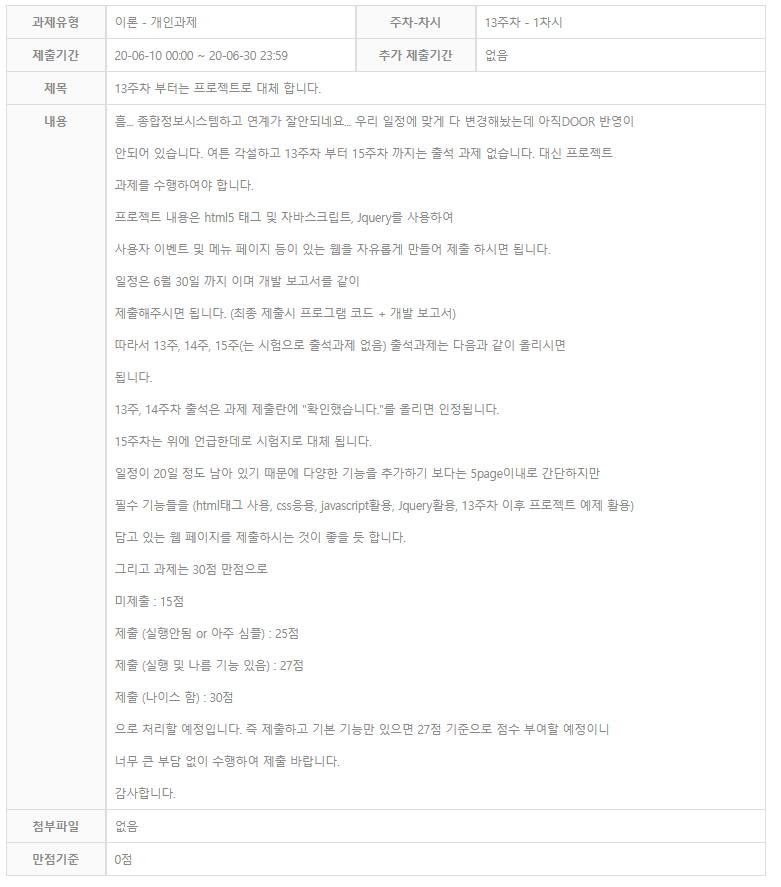 과제유형 이론 - 개인과제 주차-차시 13주차 - 1차시
제출기간 20-06-10 00:00 ~ 20-06-30 23:59 추가 제출기간 없음
제목 13주차 부터는 프로젝트로 대체 합니다.
내용 흠... 종합정보시스템하고 연계가 잘안되네요... 우리 일정에 맞게 다 변경해놨는데 아직DOOR 반영이
안되어 있습니다. 여튼 각설하고 13주차 부터 15주차 까지는 출석 과제 없습니다. 대신 프로젝트
과제를 수행하여야 합니다.
프로젝트 내용은 html5 태그 및 자바스크립트, Jquery를 사용하여
사용자 이벤트 및 메뉴 페이지 등이 있는 웹을 자유롭게 만들어 제출 하시면 됩니다.
일정은 6월 30일 까지 이며 개발 보고서를 같이
제출해주시면 됩니다. (최종 제출시 프로그램 코드 + 개발 보고서)
따라서 13주, 14주, 15주(는 시험으로 출석과제 없음) 출석과제는 다음과 같이 올리시면
됩니다.
13주, 14주차 출석은 과제 제출란에 "확인했습니다."를 올리면 인정됩니다.
15주차는 위에 언급한데로 시험지로 대체 됩니다.
일정이 20일 정도 남아 있기 때문에 다양한 기능을 추가하기 보다는 5page이내로 간단하지만
필수 기능들을 (html태그 사용, css응용, javascript활용, Jquery활용, 13주차 이후 프로젝트 예제 활용)
담고 있는 웹 페이지를 제출하시는 것이 좋을 듯 합니다.
그리고 과제는 30점 만점으로
미제출 : 15점
제출 (실행안됨 or 아주 심플) : 25점
제출 (실행 및 나름 기능 있음) : 27점
제출 (나이스 함) : 30점
으로 처리할 예정입니다. 즉 제출하고 기본 기능만 있으면 27점 기준으로 점수 부여할 예정이니
너무 큰 부담 없이 수행하여 제출 바랍니다.
감사합니다.
첨부파일 없음
만점기준 0점